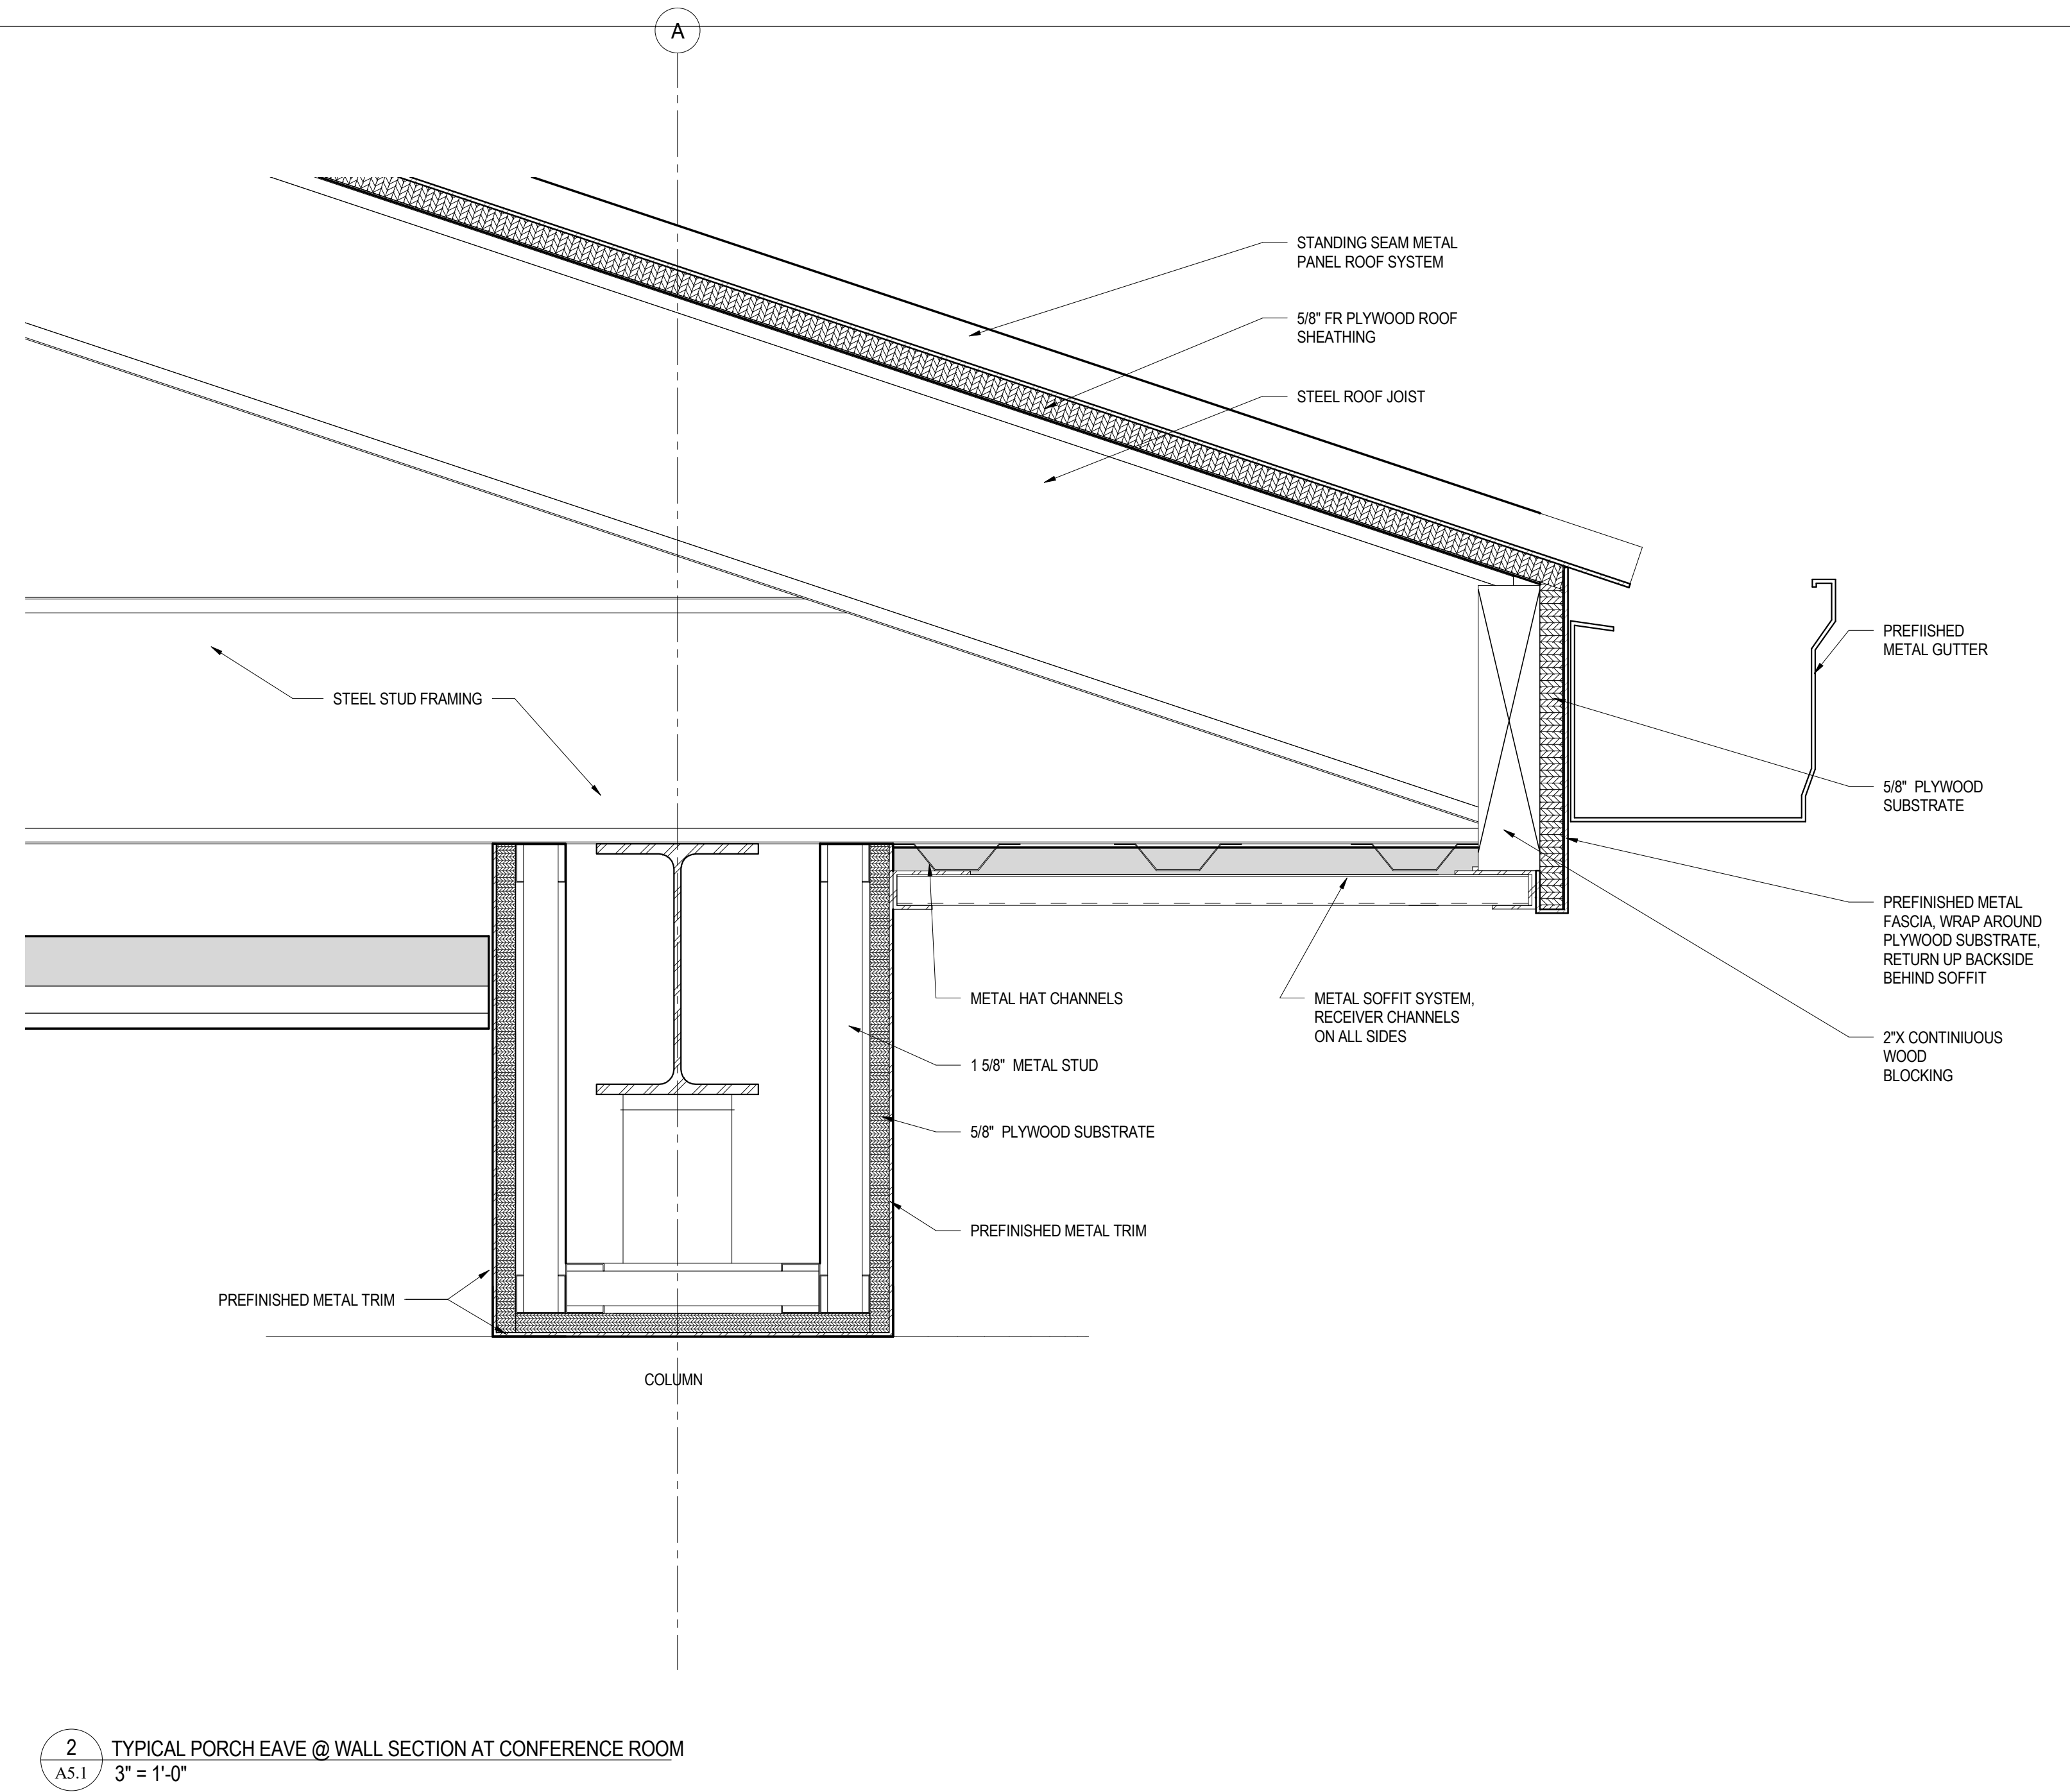 A
STANDING SEAM METAL
PANEL ROOF SYSTEM
5/8" FR PLYWOOD ROOF
SHEATHING
STEEL ROOF JOIST
PREFIISHED
METAL GUTTER
STEEL STUD FRAMING
5/8" PLYWOOD
SUBSTRATE
PREFINISHED METAL
FASCIA, WRAP AROUND
PLYWOOD SUBSTRATE,
RETURN UP BACKSIDE
BEHIND SOFFIT
METAL HAT CHANNELS
METAL SOFFIT SYSTEM,
RECEIVER CHANNELS
ON ALL SIDES
2"X CONTINIUOUS
WOOD
BLOCKING
1 5/8" METAL STUD
5/8" PLYWOOD SUBSTRATE
PREFINISHED METAL TRIM
PREFINISHED METAL TRIM
COLUMN
2
A5.1
TYPICAL PORCH EAVE @ WALL SECTION AT CONFERENCE ROOM
3" = 1'-0"